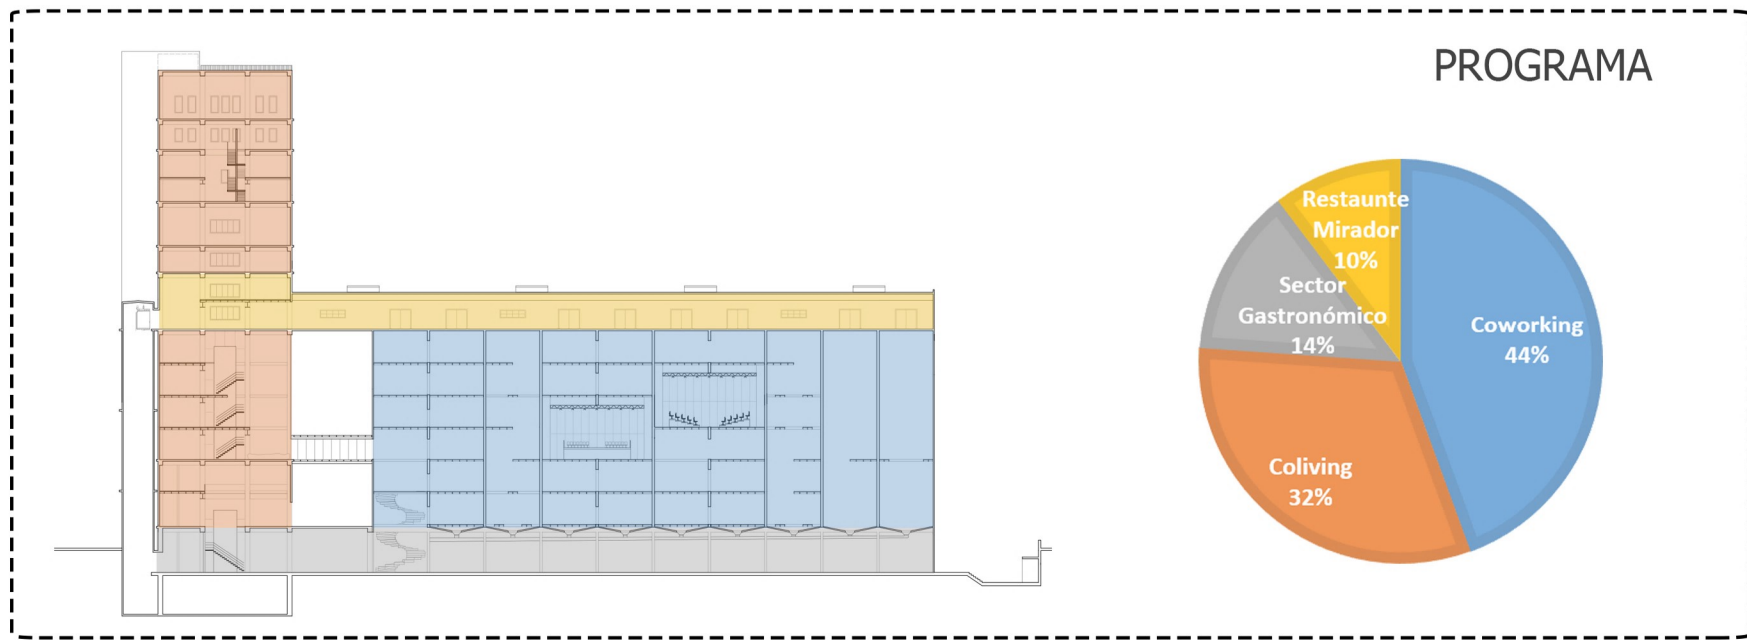 PROGRAMA
Restaunte
Mirador
10%
Sector
Gastronómico
14%
Coworking
44%
Coliving
32%